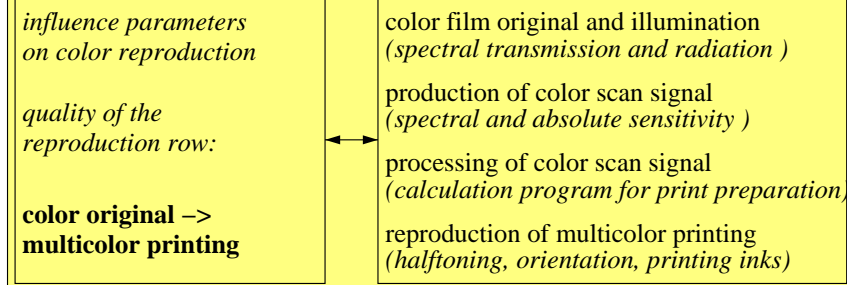 influence parameters
on color reproduction
quality of the
reproduction row:
color original −>
multicolor printing
color film original and illumination
(spectral transmission and radiation )
production of color scan signal
(spectral and absolute sensitivity )
processing of color scan signal
(calculation program for print preparation)
reproduction of multicolor printing
(halftoning, orientation, printing inks)